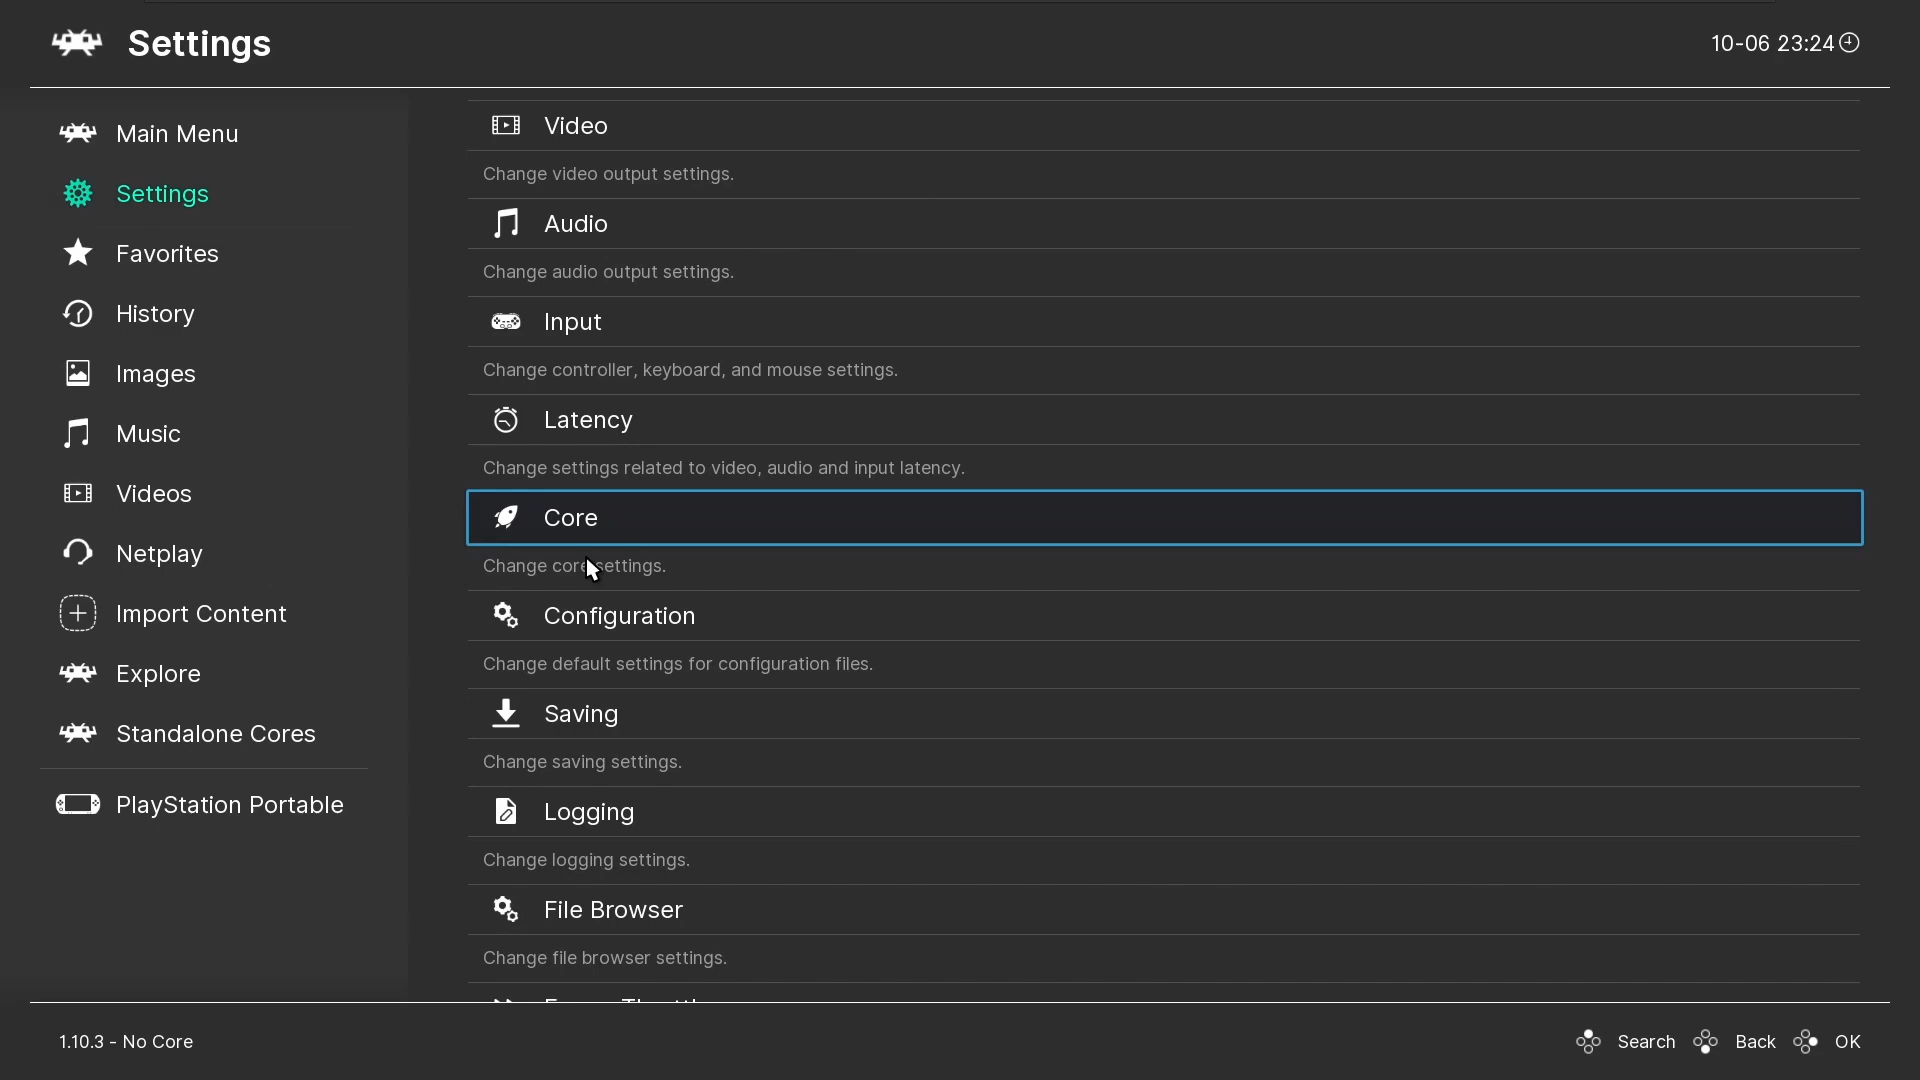 Settings
10-06 23:24
Main Menu
Settings
Favorites
History
Images
Music
Videos
Netplay
Import Content
Explore
Standalone Cores
PlayStation Portable
Video
Change video output settings.
Audio
Change audio output settings.
Input
Change controller, keyboard, and mouse settings.
Latency
Change settings related to video, audio and input latency.
Core
Change core settings.
Configuration
Change default settings for configuration files.
Saving
Change saving settings.
Logging
Change logging settings.
File Browser
Change file browser settings.
1.10.3 - No Core
Search Back OK